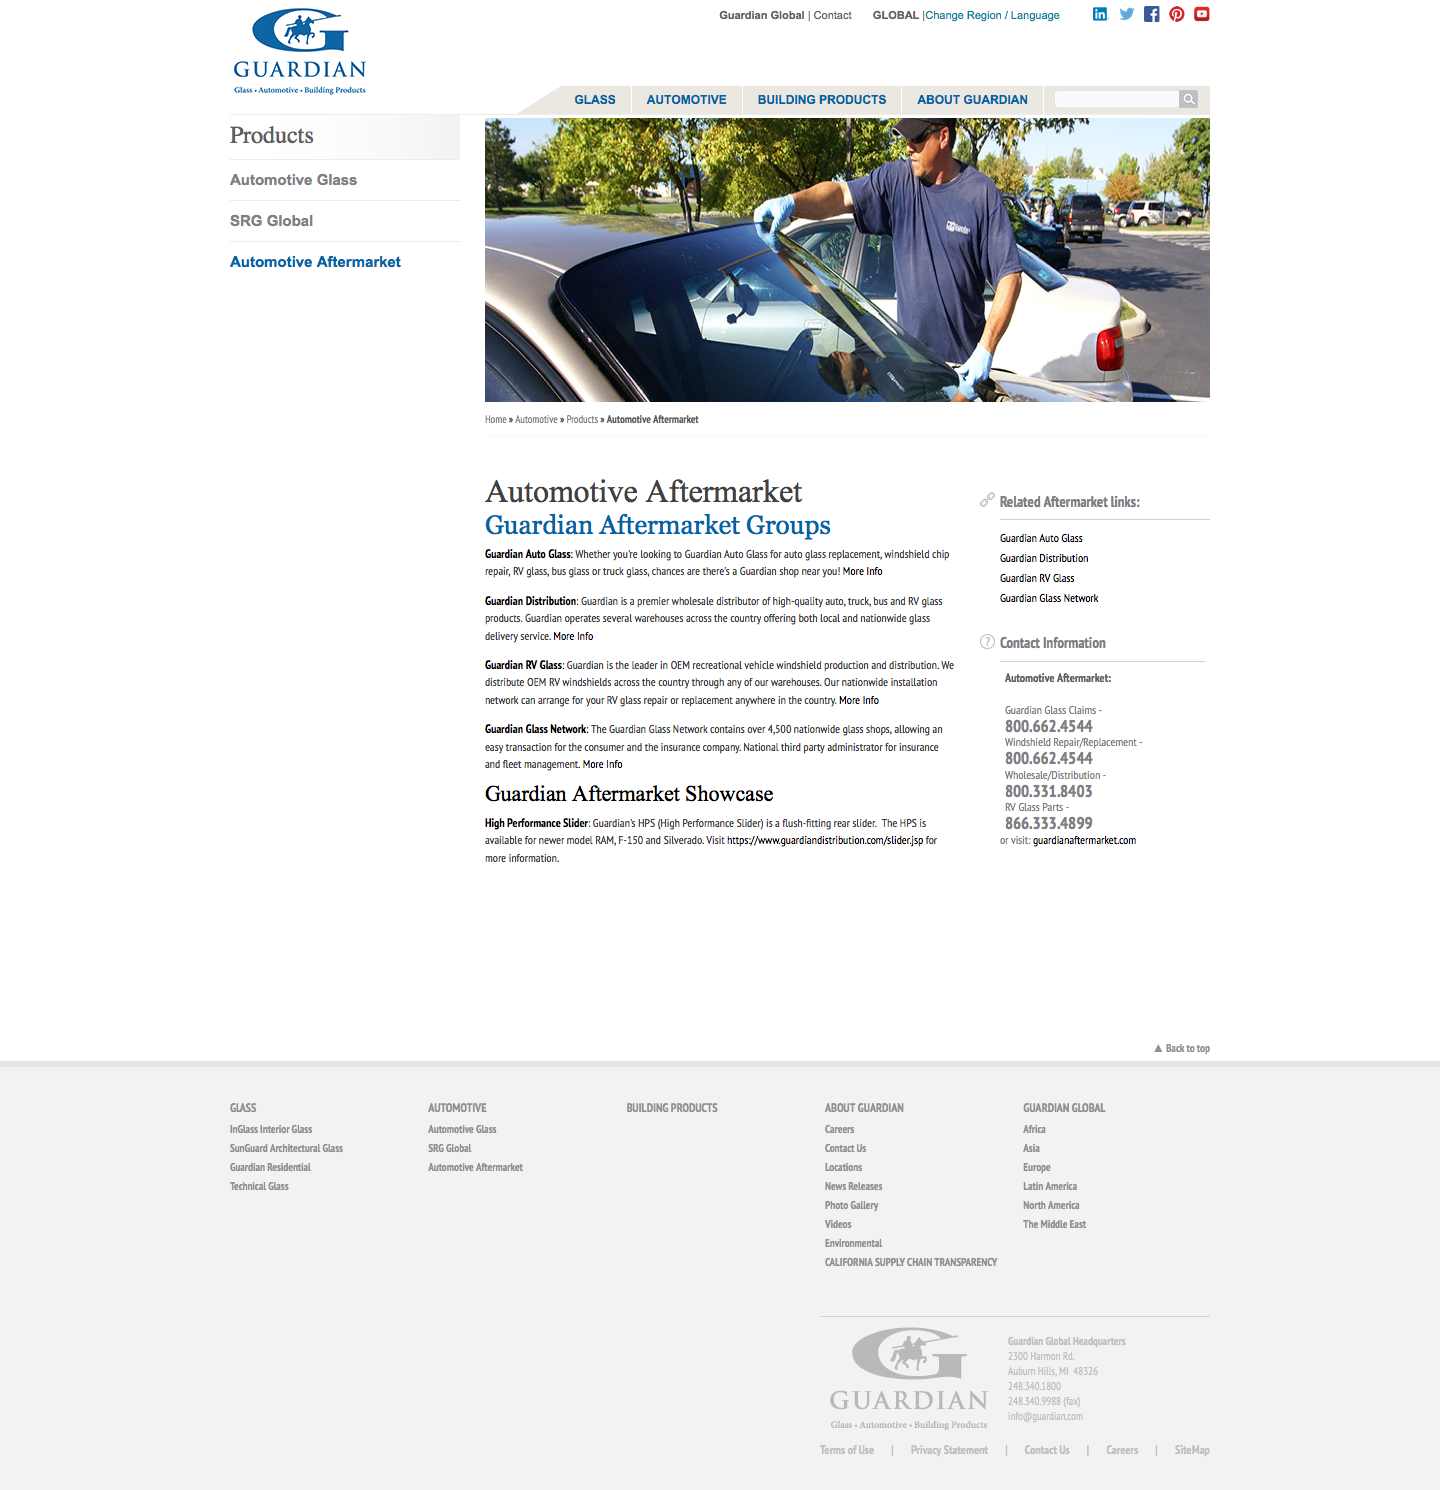 Guardian Global | Contact
GLOBAL |Change Region / Language
GUARDIAN
Glass • Automotive • Building Products
GLASS
AUTOMOTIVE
BUILDING PRODUCTS
ABOUT GUARDIAN
Products
Automotive Glass
SRG Global
Automotive Aftermarket
Home » Automotive » Products » Automotive Aftermarket
Automotive Aftermarket
Guardian Aftermarket Groups
Guardian Auto Glass: Whether you're looking to Guardian Auto Glass for auto glass replacement, windshield chip
repair, RV glass, bus glass or truck glass, chances are there's a Guardian shop near you! More Info
Guardian Distribution: Guardian is a premier wholesale distributor of high-quality auto, truck, bus and RV glass
products. Guardian operates several warehouses across the country offering both local and nationwide glass
delivery service. More Info
Guardian RV Glass: Guardian is the leader in OEM recreational vehicle windshield production and distribution. We
distribute OEM RV windshields across the country through any of our warehouses. Our nationwide installation
network can arrange for your RV glass repair or replacement anywhere in the country. More Info
Guardian Glass Network: The Guardian Glass Network contains over 4,500 nationwide glass shops, allowing an
easy transaction for the consumer and the insurance company. National third party administrator for insurance
and fleet management. More Info
Guardian Aftermarket Showcase
High Performance Slider: Guardian's HPS (High Performance Slider) is a flush-fitting rear slider. The HPS is
available for newer model RAM, F-150 and Silverado. Visit https://www.guardiandistribution.com/slider.jsp for
more information.
Related Aftermarket links:
Guardian Auto Glass
Guardian Distribution
Guardian RV Glass
Guardian Glass Network
Contact Information
Automotive Aftermarket:
Guardian Glass Claims -
800.662.4544
Windshield Repair/Replacement -
800.662.4544
Wholesale/Distribution -
800.331.8403
RV Glass Parts -
866.333.4899
or visit: guardianaftermarket.com
▲ Back to top
GLASS
InGlass Interior Glass
SunGuard Architectural Glass
Guardian Residential
Technical Glass
AUTOMOTIVE
Automotive Glass
SRG Global
Automotive Aftermarket
BUILDING PRODUCTS
ABOUT GUARDIAN
Careers
Contact Us
Locations
News Releases
Photo Gallery
Videos
Environmental
CALIFORNIA SUPPLY CHAIN TRANSPARENCY
GUARDIAN GLOBAL
Africa
Asia
Europe
Latin America
North America
The Middle East
GUARDIAN
Glass • Automotive • Building Products
Guardian Global Headquarters
2300 Harmon Rd.
Auburn Hills, MI 48326
248.340.1800
248.340.9988 (fax)
info@guardian.com
Terms of Use | Privacy Statement | Contact Us | Careers | SiteMap